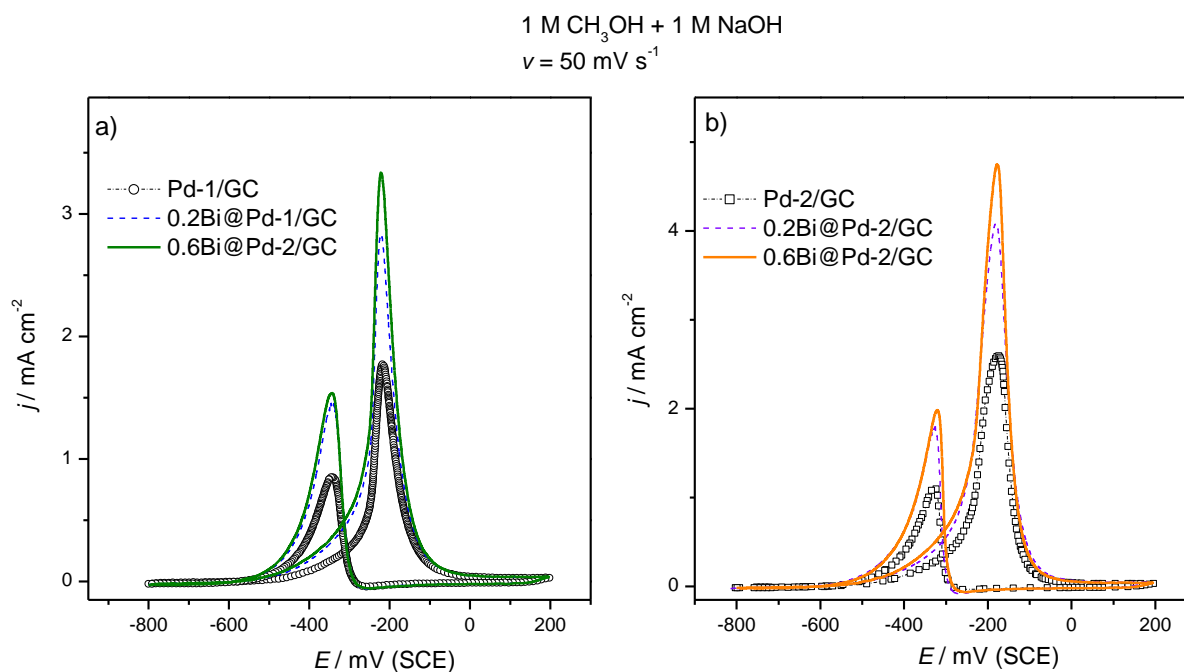 1 M CH₃OH + 1 M NaOH
v = 50 mV s⁻¹
a)
Pd-1/GC
0.2Bi@Pd-1/GC
0.6Bi@Pd-2/GC
3
2
1
0
j / mA cm⁻²
-800 -600 -400 -200 0 200
E / mV (SCE)
b)
Pd-2/GC
0.2Bi@Pd-2/GC
0.6Bi@Pd-2/GC
4
2
0
j / mA cm⁻²
-800 -600 -400 -200 0 200
E / mV (SCE)